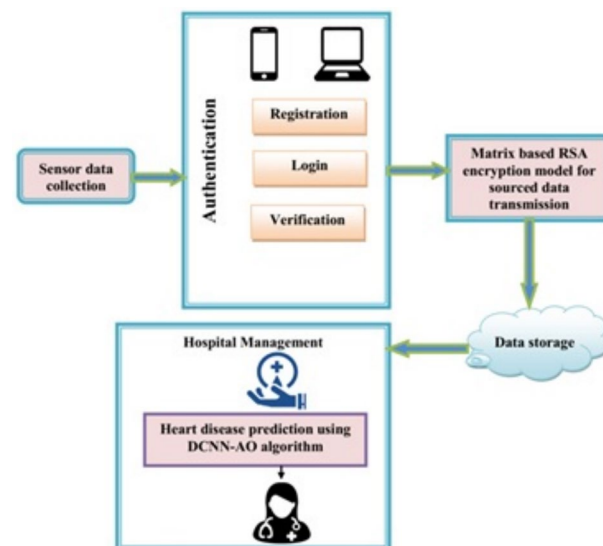 Sensor data
collection
Authentication
Registration
Login
Verification
Matrix based RSA
encryption model for
sourced data
transmission
Data storage
Hospital Management
Heart disease prediction using
DCNN-AO algorithm